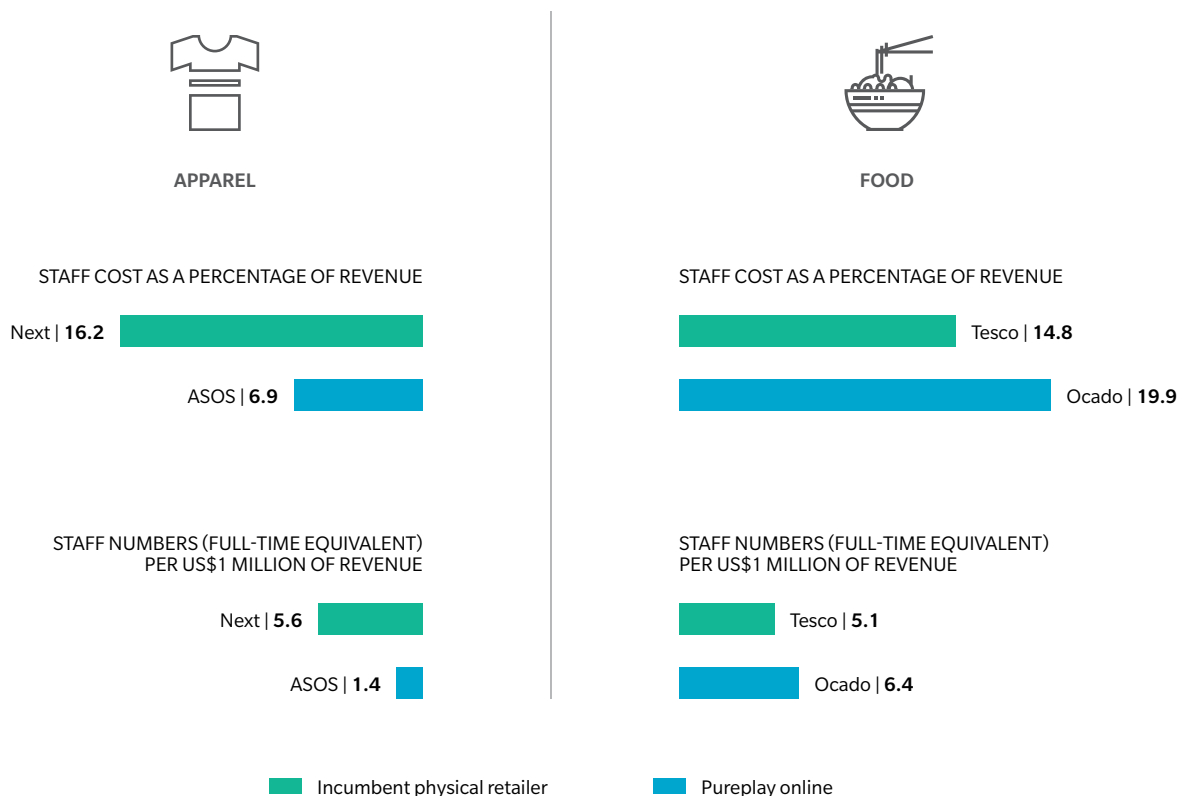 APPAREL
STAFF COST AS A PERCENTAGE OF REVENUE
Next | 16.2
ASOS | 6.9
STAFF NUMBERS (FULL-TIME EQUIVALENT)
PER US$1 MILLION OF REVENUE
Next | 5.6
ASOS | 1.4
FOOD
STAFF COST AS A PERCENTAGE OF REVENUE
Tesco | 14.8
Ocado | 19.9
STAFF NUMBERS (FULL-TIME EQUIVALENT)
PER US$1 MILLION OF REVENUE
Tesco | 5.1
Ocado | 6.4
Incumbent physical retailer
Pureplay online